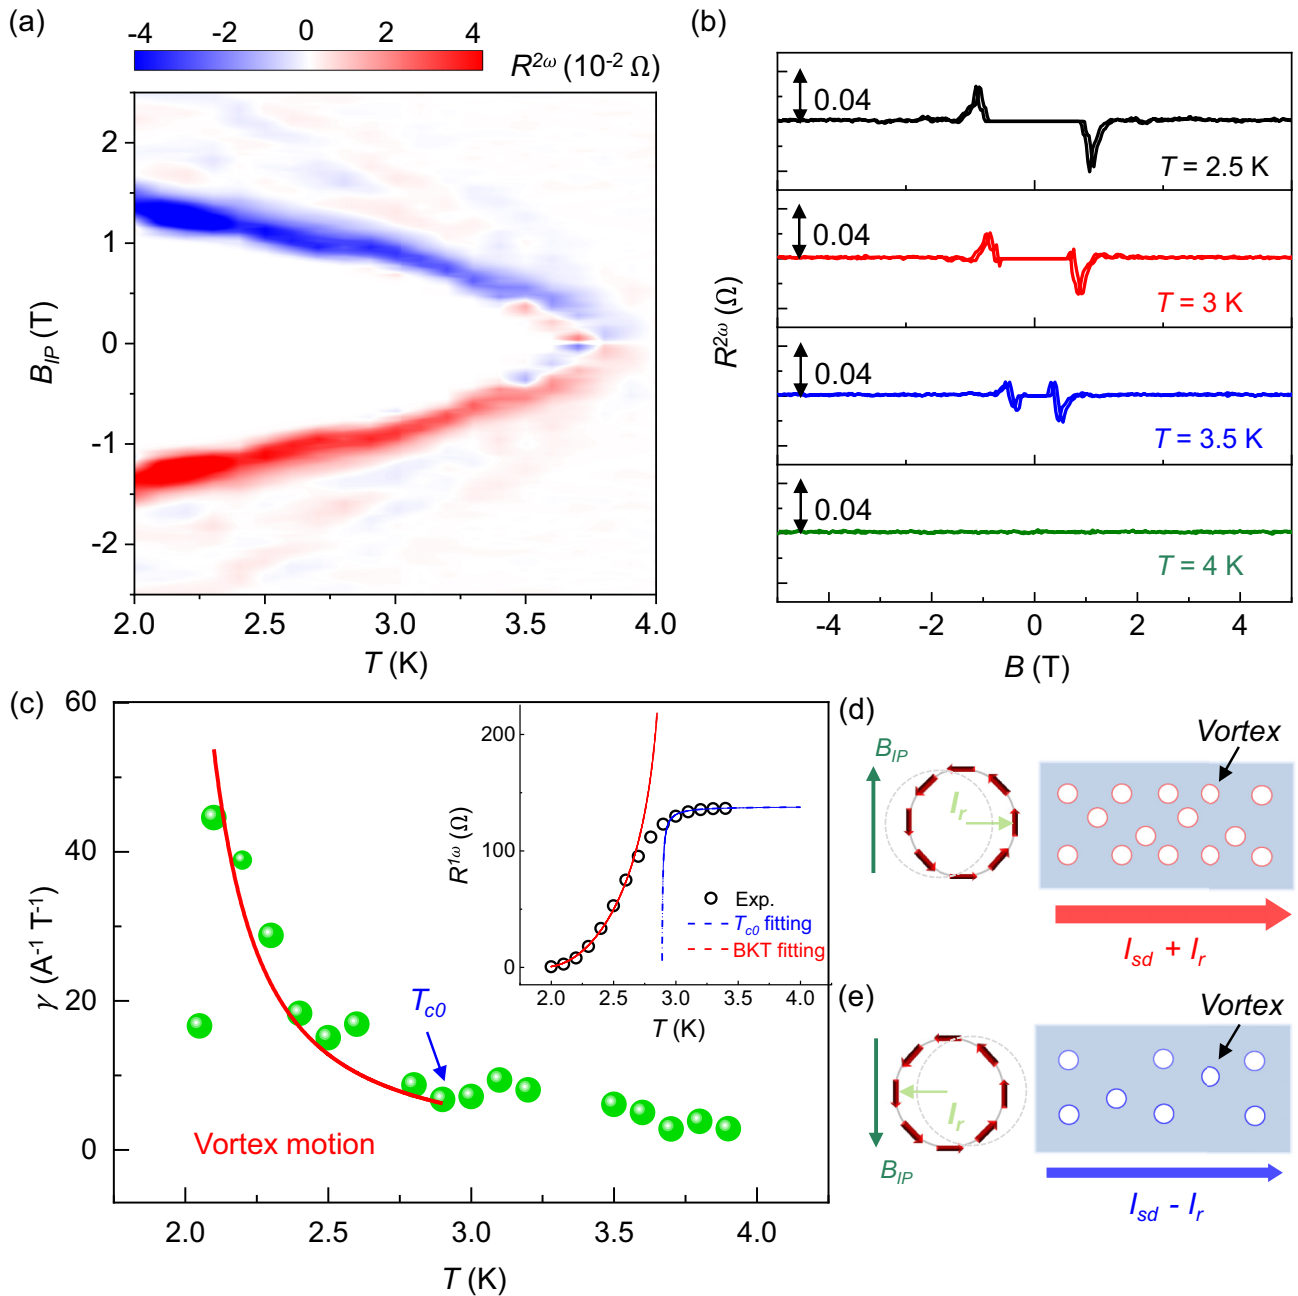 (a)
-4 -2 0 2 4
R²ω (10⁻² Ω)
2
1
0
-1
-2
B_IP (T)
2.0 2.5 3.0 3.5 4.0
T (K)
(b)
0.04
T = 2.5 K
0.04
T = 3 K
0.04
T = 3.5 K
0.04
T = 4 K
R²ω (Ω)
-4 -2 0 2 4
B (T)
(c)
60
40
20
0
γ (A⁻¹ T⁻¹)
T_c0
Vortex motion
2.0 2.5 3.0 3.5 4.0
T (K)
200
100
0
R¹ω (Ω)
Exp.
T_c0 fitting
BKT fitting
2.0 2.5 3.0 3.5 4.0
T (K)
(d)
B_IP
I_r
Vortex
I_sd + I_r
(e)
I_r
B_IP
Vortex
I_sd - I_r